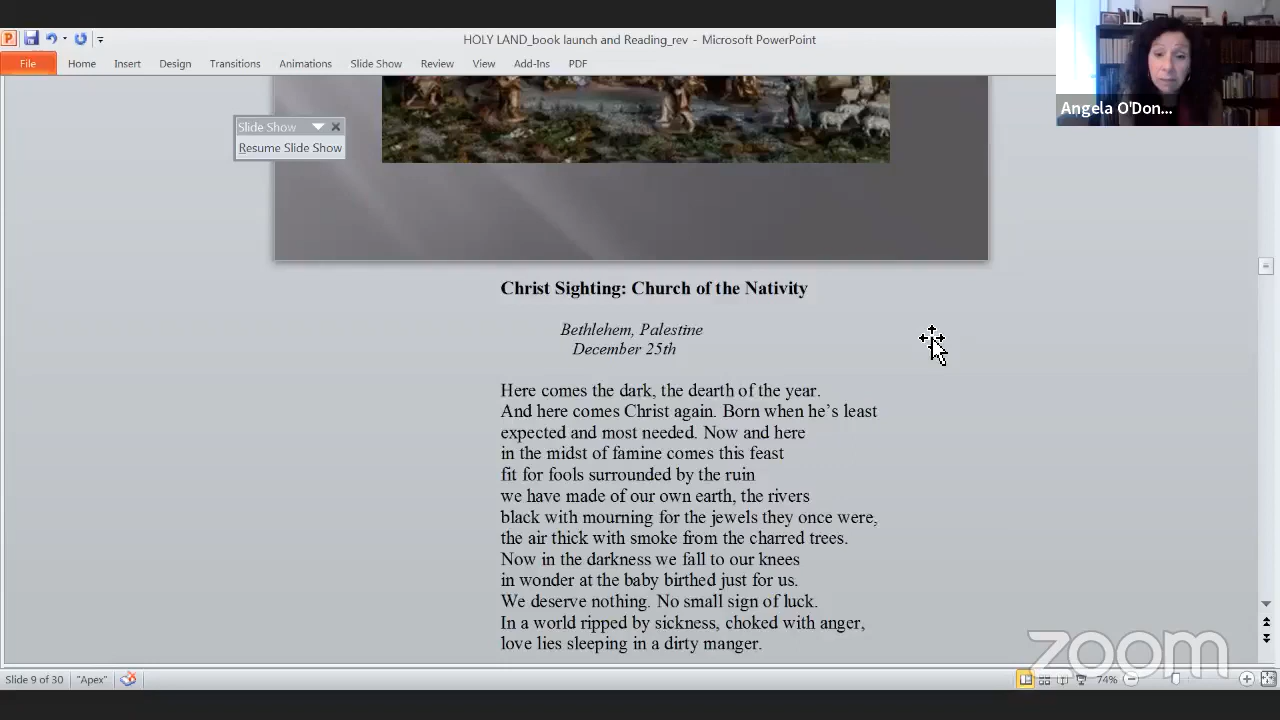 HOLY LAND_book launch and Reading_rev - Microsoft PowerPoint
File Home Insert Design Transitions Animations Slide Show Review View Add-Ins PDF
Angela O'Don...
Slide Show
Resume Slide Show
Christ Sighting: Church of the Nativity
Bethlehem, Palestine
December 25th
Here comes the dark, the dearth of the year.
And here comes Christ again. Born when he’s least
expected and most needed. Now and here
in the midst of famine comes this feast
fit for fools surrounded by the ruin
we have made of our own earth, the rivers
black with mourning for the jewels they once were,
the air thick with smoke from the charred trees.
Now in the darkness we fall to our knees
in wonder at the baby birthed just for us.
We deserve nothing. No small sign of luck.
In a world ripped by sickness, choked with anger,
love lies sleeping in a dirty manger.
zoom
Slide 9 of 30 "Apex" 74%